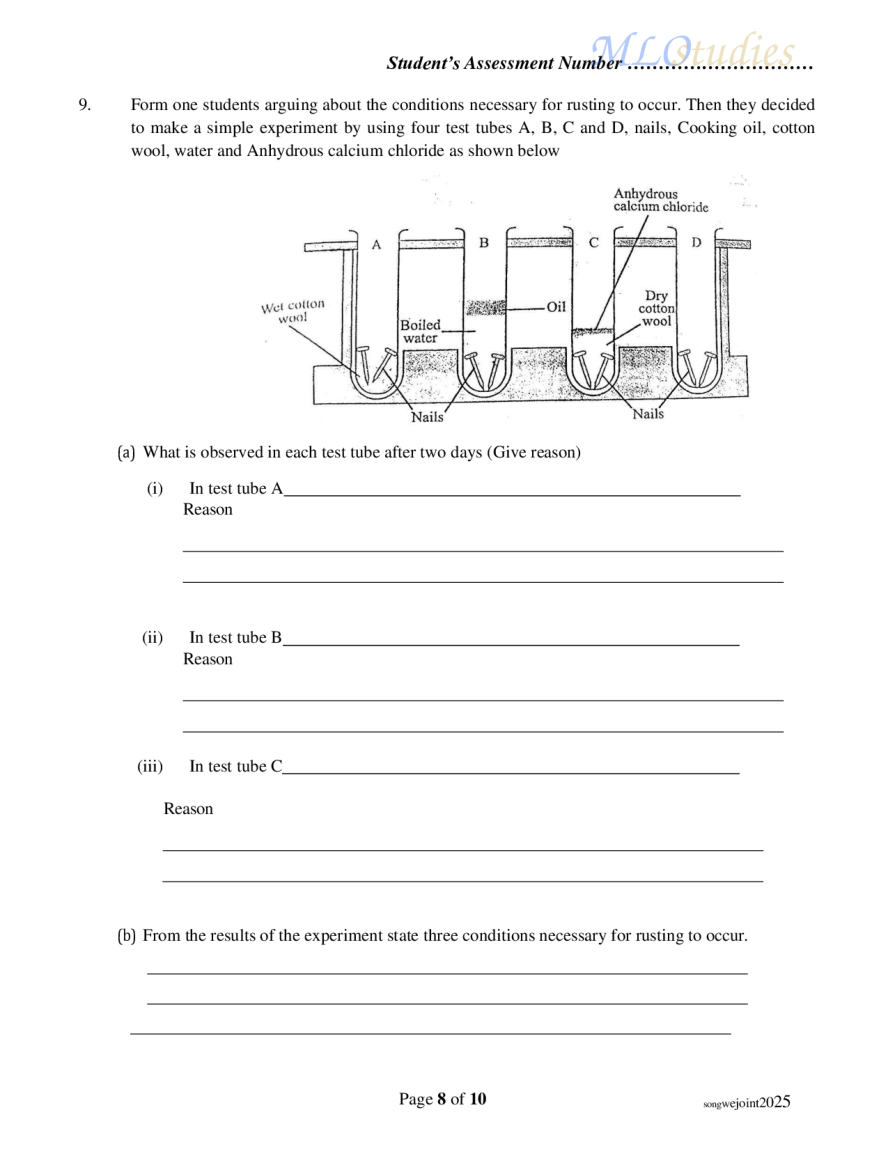 MLOstudies
Student's Assessment Number ……………………………
9. Form one students arguing about the conditions necessary for rusting to occur. Then they decided
to make a simple experiment by using four test tubes A, B, C and D, nails, Cooking oil, cotton
wool, water and Anhydrous calcium chloride as shown below
Anhydrous
calcium chloride
A B C D
Wet cotton
wool
Boiled
water
Oil
Dry
cotton
wool
Nails Nails
(a) What is observed in each test tube after two days (Give reason)
(i) In test tube A
Reason
(ii) In test tube B
Reason
(iii) In test tube C
Reason
(b) From the results of the experiment state three conditions necessary for rusting to occur.
Page 8 of 10 songwejoint2025